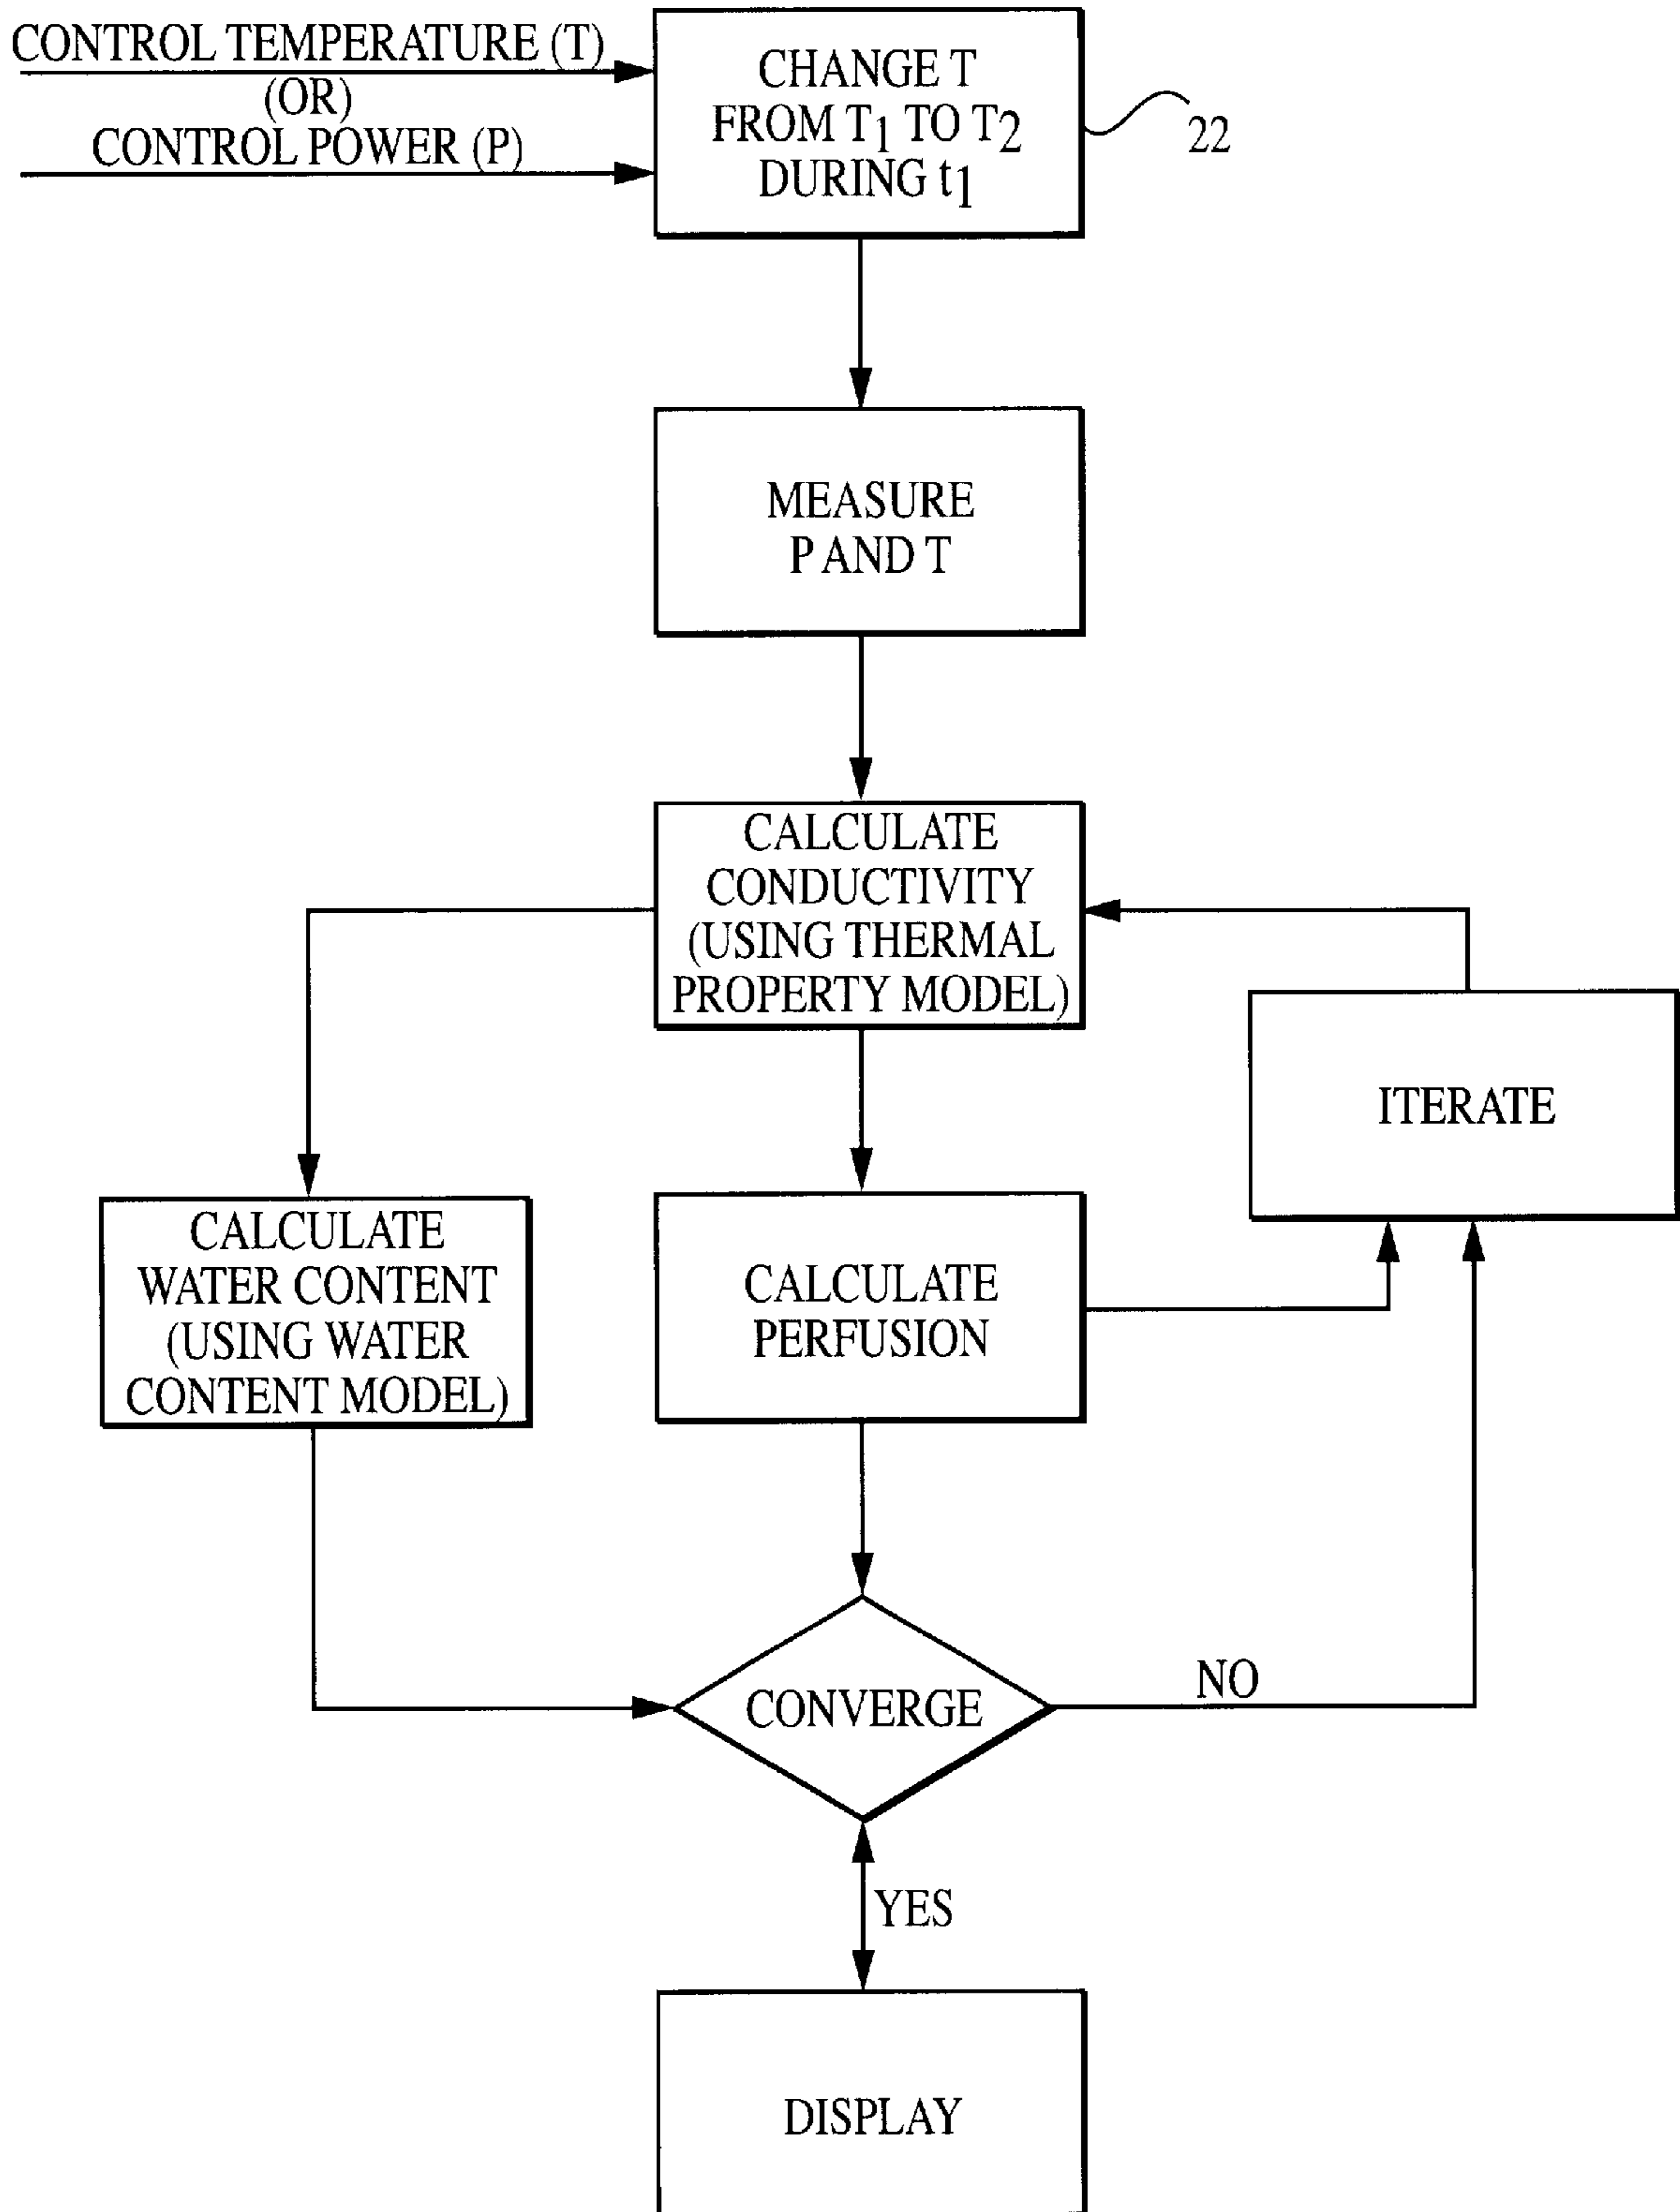 CONTROL TEMPERATURE (T)
(OR)
CONTROL POWER (P)
CHANGE T
FROM T1 TO T2
DURING t1
22
MEASURE
P AND T
CALCULATE
CONDUCTIVITY
(USING THERMAL
PROPERTY MODEL)
ITERATE
CALCULATE
WATER CONTENT
(USING WATER
CONTENT MODEL)
CALCULATE
PERFUSION
CONVERGE
NO
YES
DISPLAY